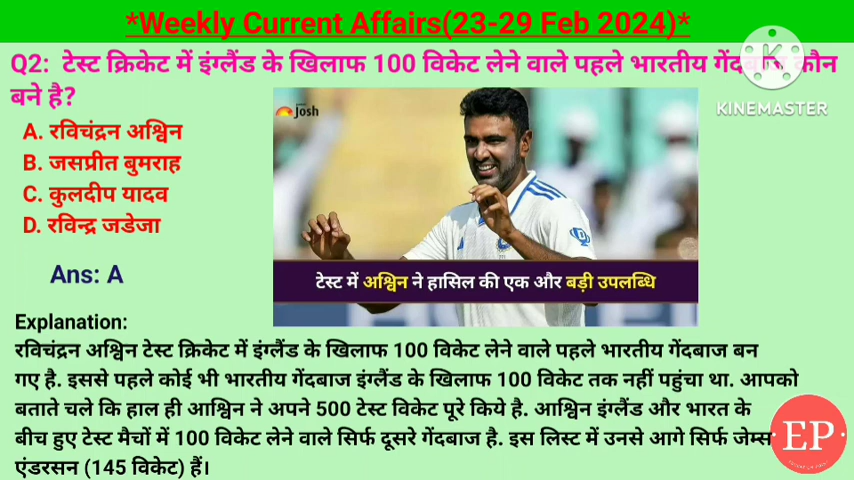 *Weekly Current Affairs(23-29 Feb 2024)*
Q2: टेस्ट क्रिकेट में इंग्लैंड के खिलाफ 100 विकेट लेने वाले पहले भारतीय कौन
बने है?
KINEMASTER
A. रविचंद्रन अश्विन
B. जसप्रीत बुमराह
C. कुलदीप यादव
D. रविन्द्र जडेजा
Ans: A
josh
टेस्ट में अश्विन ने हासिल की एक और बड़ी उपलब्धि
Explanation:
रविचंद्रन अश्विन टेस्ट क्रिकेट में इंग्लैंड के खिलाफ 100 विकेट लेने वाले पहले भारतीय गेंदबाज बन
गए है. इससे पहले कोई भी भारतीय गेंदबाज इंग्लैंड के खिलाफ 100 विकेट तक नहीं पहुंचा था. आपको
बताते चले कि हाल ही आश्विन ने अपने 500 टेस्ट विकेट पूरे किये है. आश्विन इंग्लैंड और भारत के
बीच हुए टेस्ट मैचों में 100 विकेट लेने वाले सिर्फ दूसरे गेंदबाज है. इस लिस्ट में उनसे आगे सिर्फ जेम्स
एंडरसन (145 विकेट) हैं।
EP